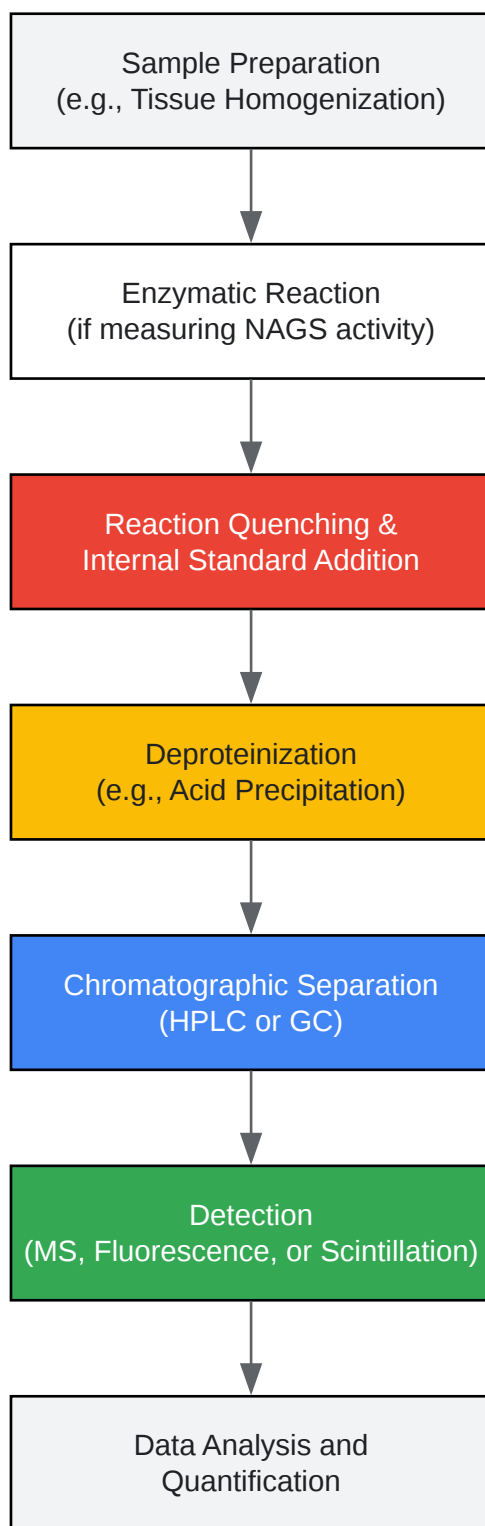 Sample Preparation
(e.g., Tissue Homogenization)
Enzymatic Reaction
(if measuring NAGS activity)
Reaction Quenching &
Internal Standard Addition
Deproteinization
(e.g., Acid Precipitation)
Chromatographic Separation
(HPLC or GC)
Detection
(MS, Fluorescence, or Scintillation)
Data Analysis and
Quantification